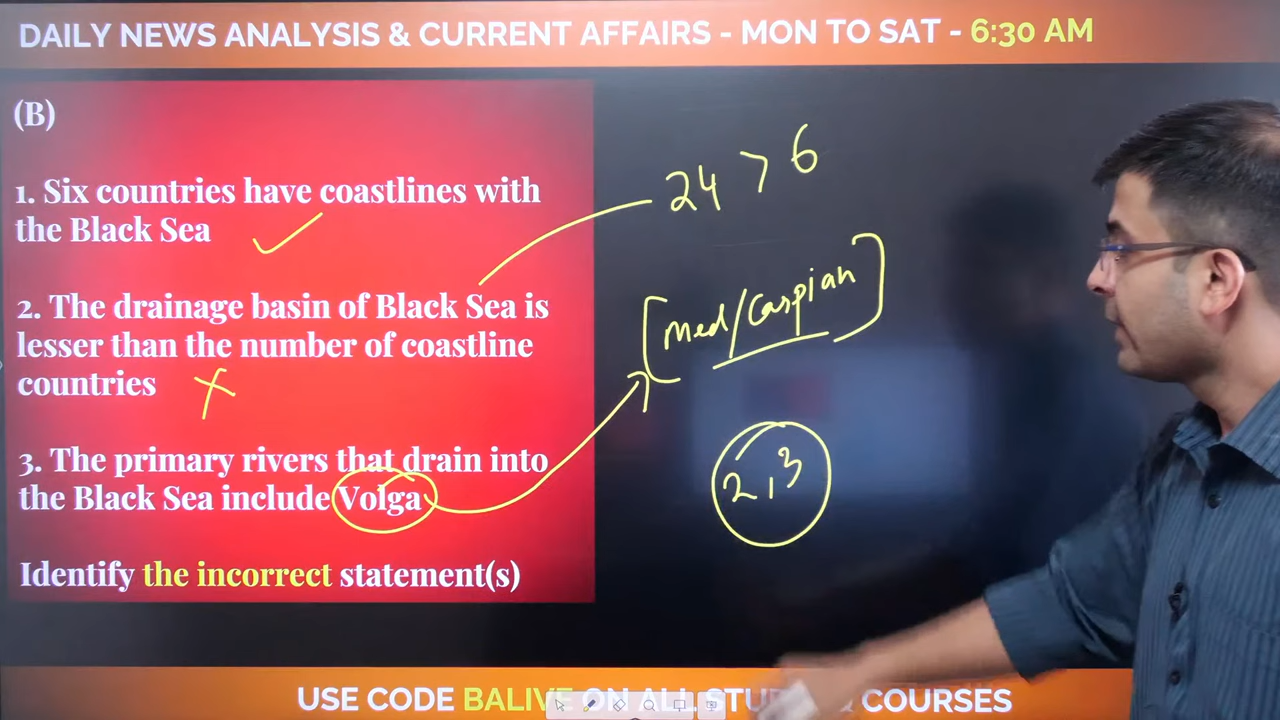 DAILY NEWS ANALYSIS & CURRENT AFFAIRS - MON TO SAT - 6:30 AM
(B)
1. Six countries have coastlines with
the Black Sea
2. The drainage basin of Black Sea is
lesser than the number of coastline
countries
3. The primary rivers that drain into
the Black Sea include Volga
Identify the incorrect statement(s)
24 > 6
[Med/Caspian]
2,3
USE CODE BALIVE ON ALL COURSES